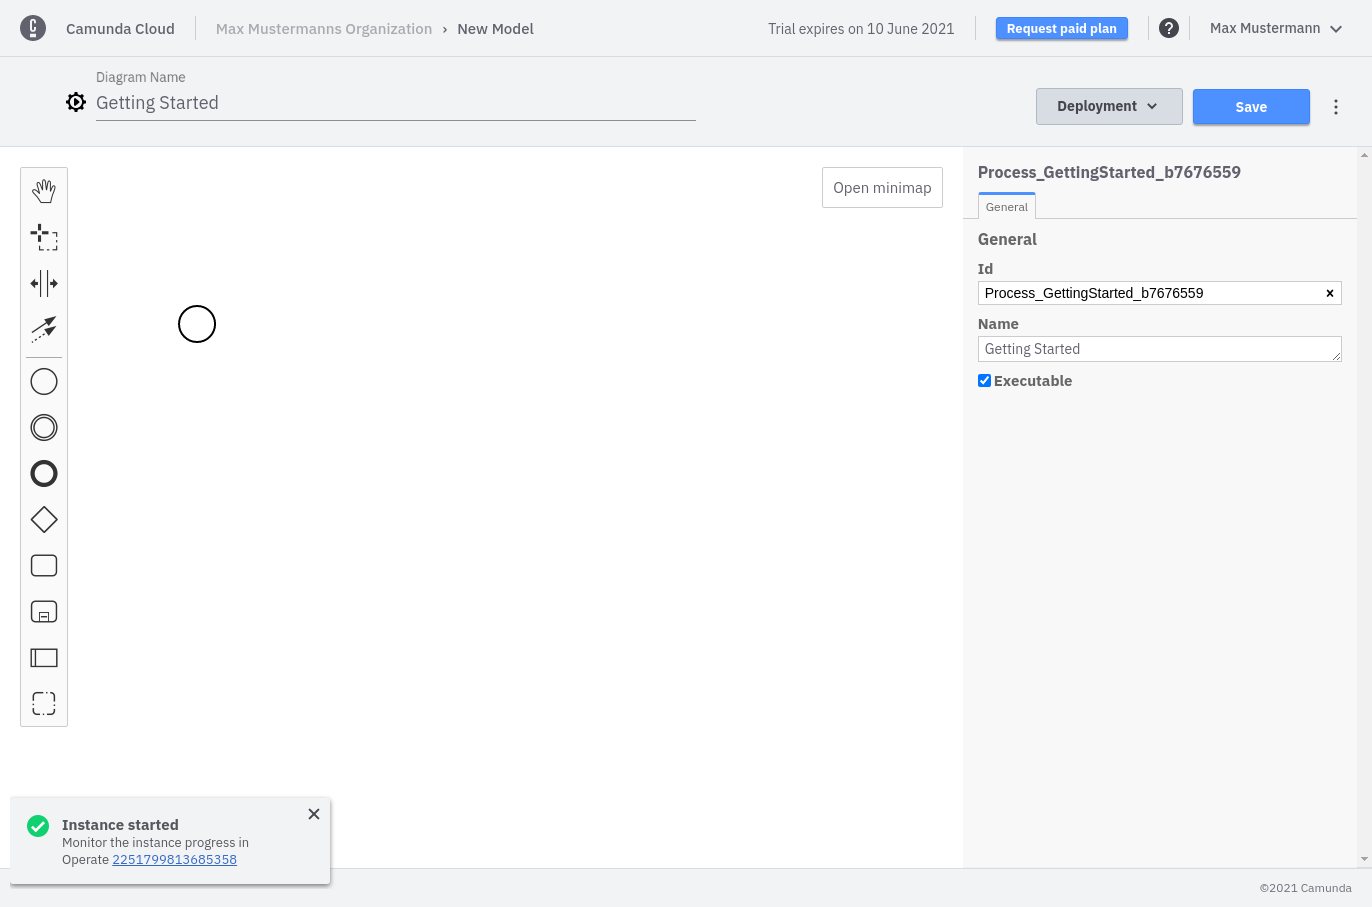 Camunda Cloud
Max Mustermanns Organization › New Model
Trial expires on 10 June 2021
Request paid plan
?
Max Mustermann
Diagram Name
Getting Started
Deployment
Save
Open minimap
Process_GettingStarted_b7676559
General
General
Id
Process_GettingStarted_b7676559
Name
Getting Started
Executable
Instance started
Monitor the instance progress in
Operate 2251799813685358
©2021 Camunda